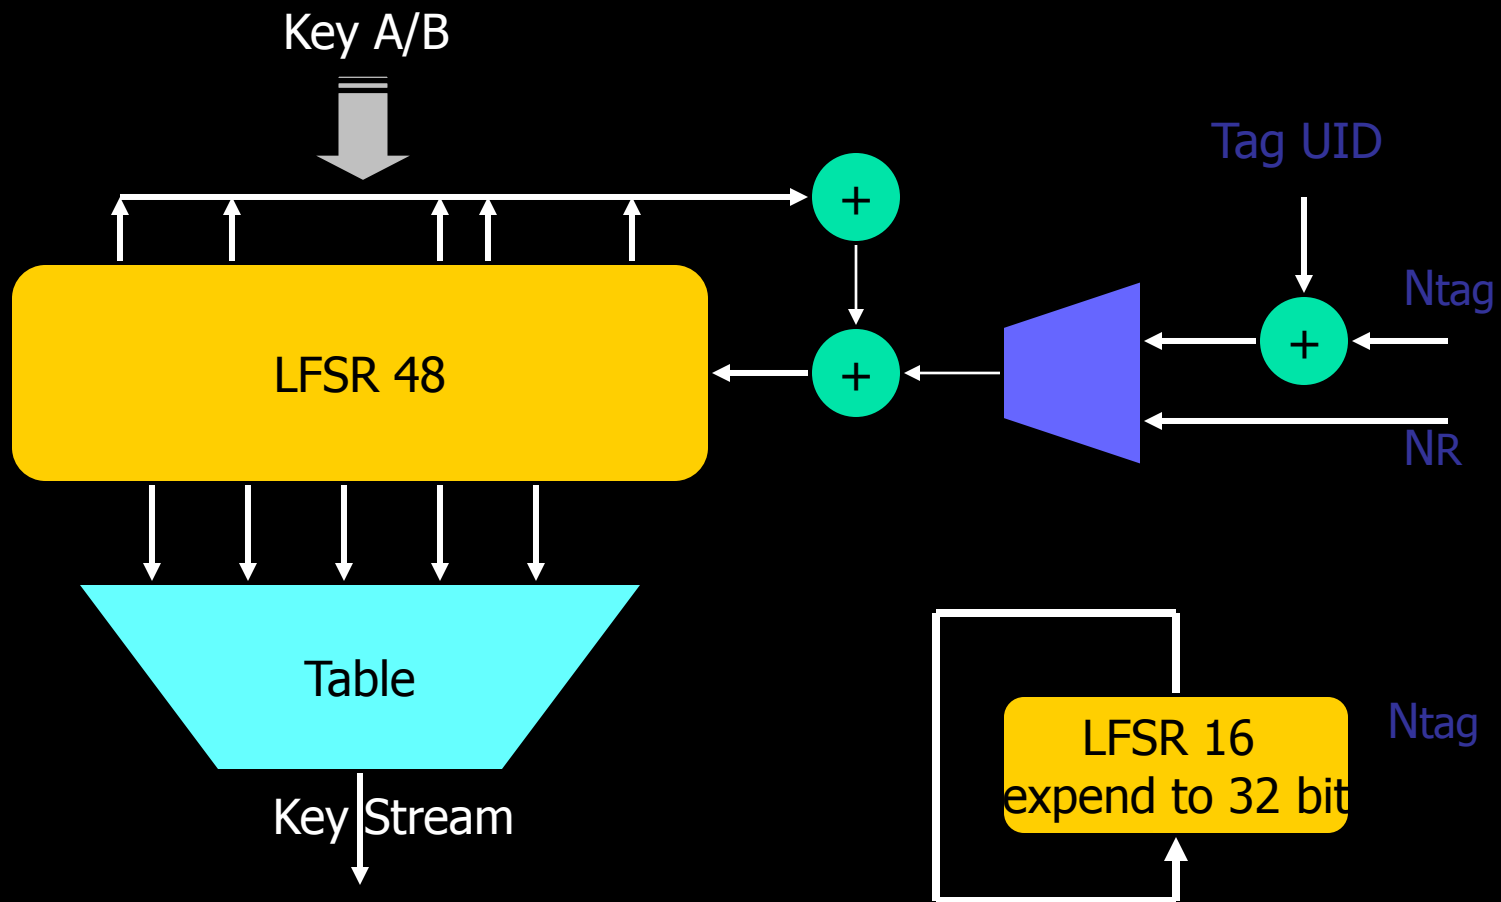 Key A/B
Tag UID
+
Ntag
+
LFSR 48
+
NR
Table
Ntag
LFSR 16
expend to 32 bit
Key Stream